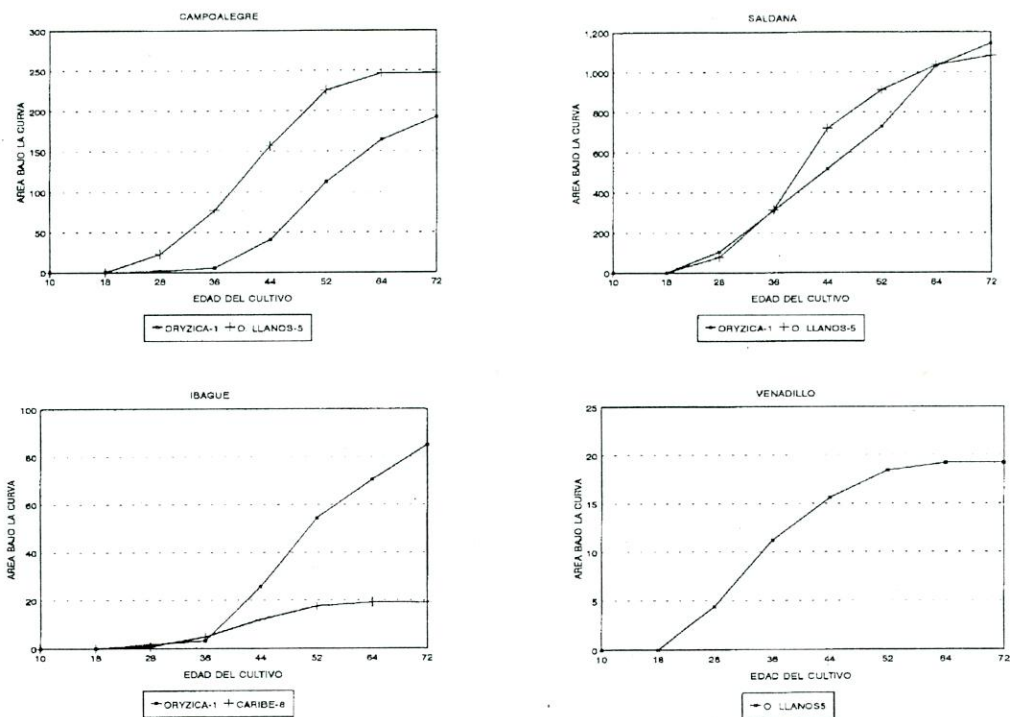 CAMPOALEGRE
300
250
200
150
100
50
0
AREA BAJO LA CURVA
10 18 28 36 44 52 64 72
EDAD DEL CULTIVO
ORYZICA-1 O. LLANOS-5
SALDANA
1,200
1,000
800
600
400
200
0
AREA BAJO LA CURVA
10 18 28 36 44 52 64 72
EDAD DEL CULTIVO
ORYZICA-1 O. LLANOS-5
IBAGUE
100
80
60
40
20
0
AREA BAJO LA CURVA
10 18 28 36 44 52 64 72
EDAD DEL CULTIVO
ORYZICA-1 CARIBE-8
VENADILLO
25
20
15
10
5
0
AREA BAJO LA CURVA
10 18 28 36 44 52 64 72
EDAD DEL CULTIVO
O. LLANOS5